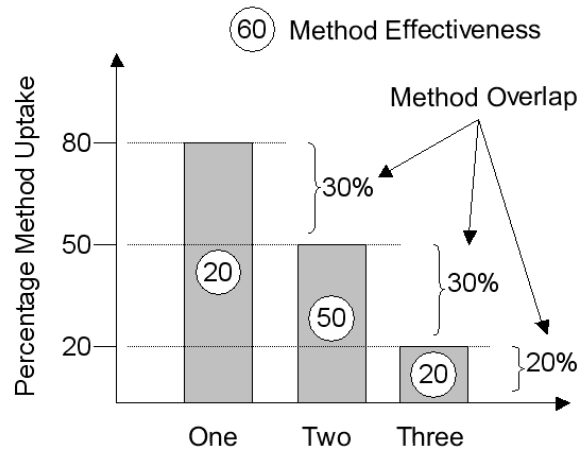 60 Method Effectiveness
Method Overlap
Percentage Method Uptake
80
30%
50
20
30%
50
20
20
20%
One Two Three